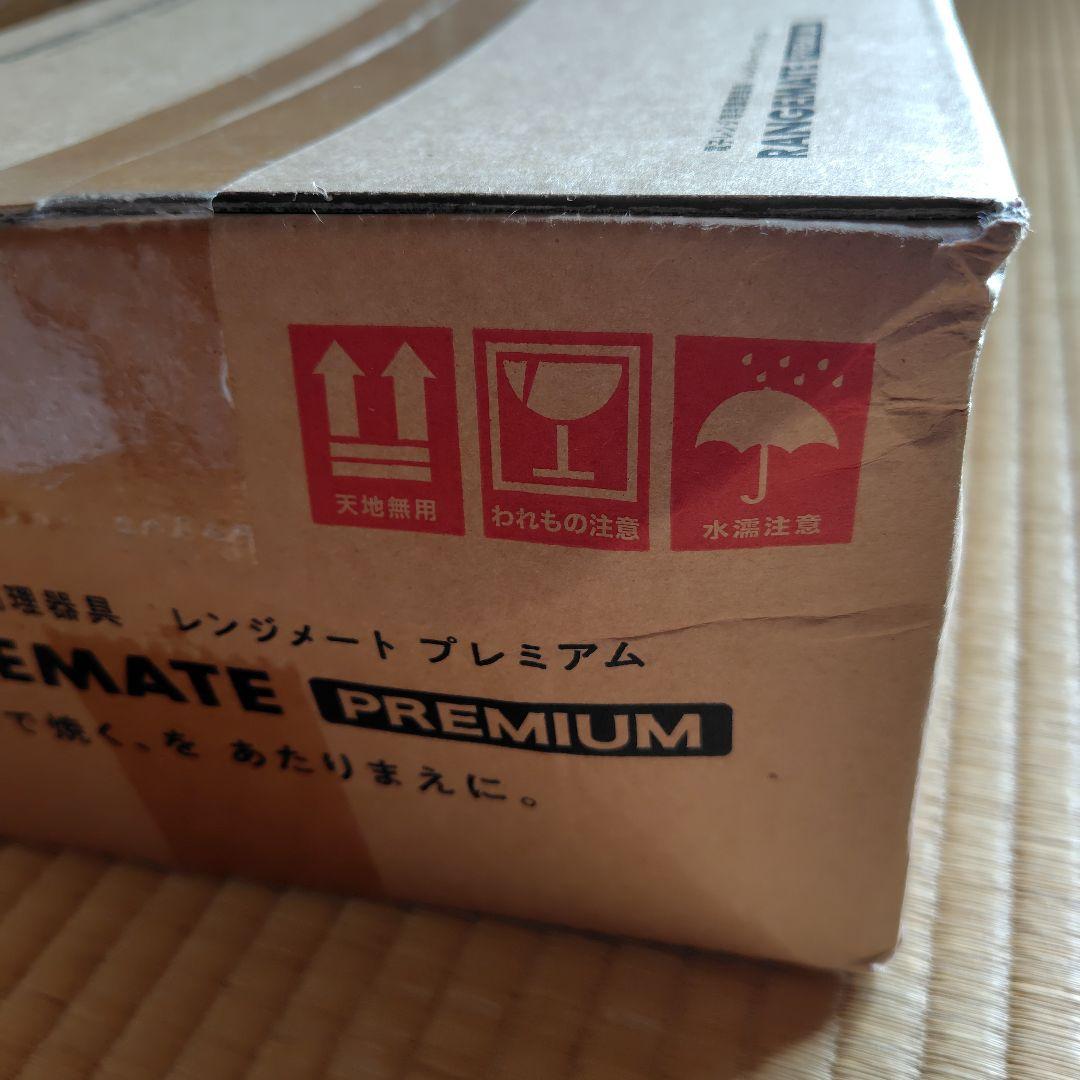 RANGEMATE
天地無用
われもの注意
水濡注意
理器具 レンジメート プレミアム
EMATE PREMIUM
で焼く、を あたりまえに。